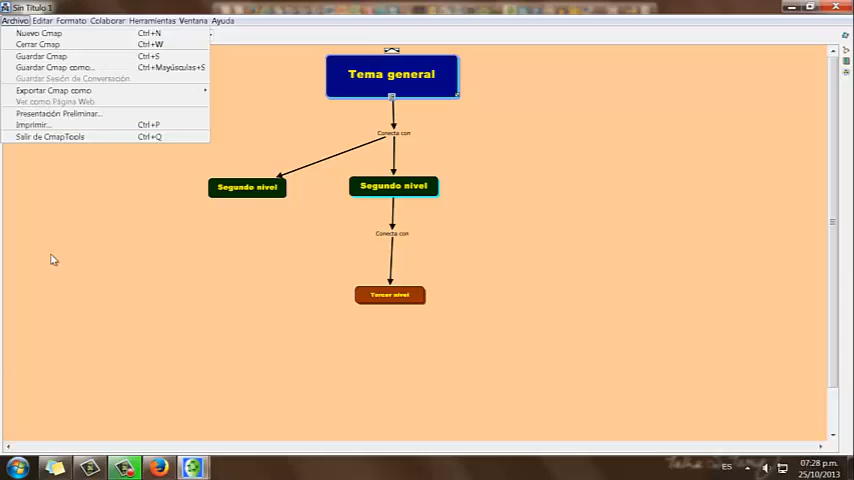 Sin Título 1
Archivo Editar Formato Colaborar Herramientas Ventana Ayuda
Nuevo Cmap Ctrl+N
Cerrar Cmap Ctrl+W
Guardar Cmap Ctrl+S
Guardar Cmap como... Ctrl+Mayúsculas+S
Guardar Sesión de Conversación
Exportar Cmap como
Ver como Página Web
Presentación Preliminar...
Imprimir... Ctrl+P
Salir de CmapTools Ctrl+Q
Tema general
Conecta con
Segundo nivel Segundo nivel
Conecta con
Tercer nivel
ES
07:28 p.m.
25/10/2013